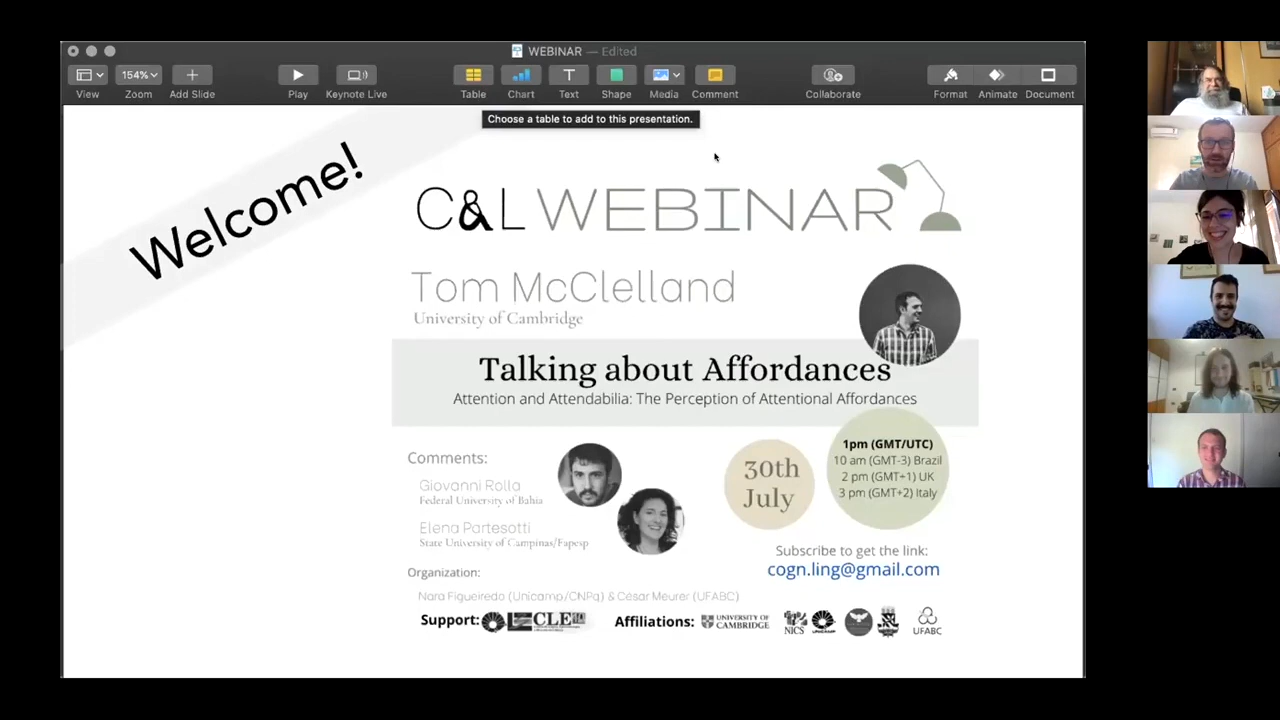 WEBINAR — Edited
154%
View
Zoom
Add Slide
Play
Keynote Live
Table
Chart
Text
Shape
Media
Comment
Collaborate
Format
Animate
Document
Choose a table to add to this presentation.
Welcome!
C&L WEBINAR
Tom McClelland
University of Cambridge
Talking about Affordances
Attention and Attendabilia: The Perception of Attentional Affordances
Comments:
Giovanni Rolla
Federal University of Bahia
Elena Partesotti
State University of Campinas/Fapesp
30th
July
1pm (GMT/UTC)
10 am (GMT-3) Brazil
2 pm (GMT+1) UK
3 pm (GMT+2) Italy
Subscribe to get the link:
cogn.ling@gmail.com
Organization:
Nara Figueiredo (Unicamp/CNPq) & César Meurer (UFABC)
Support:
CLE
Affiliations:
UNIVERSITY OF
CAMBRIDGE
NICS
UNICAMP
UFABC